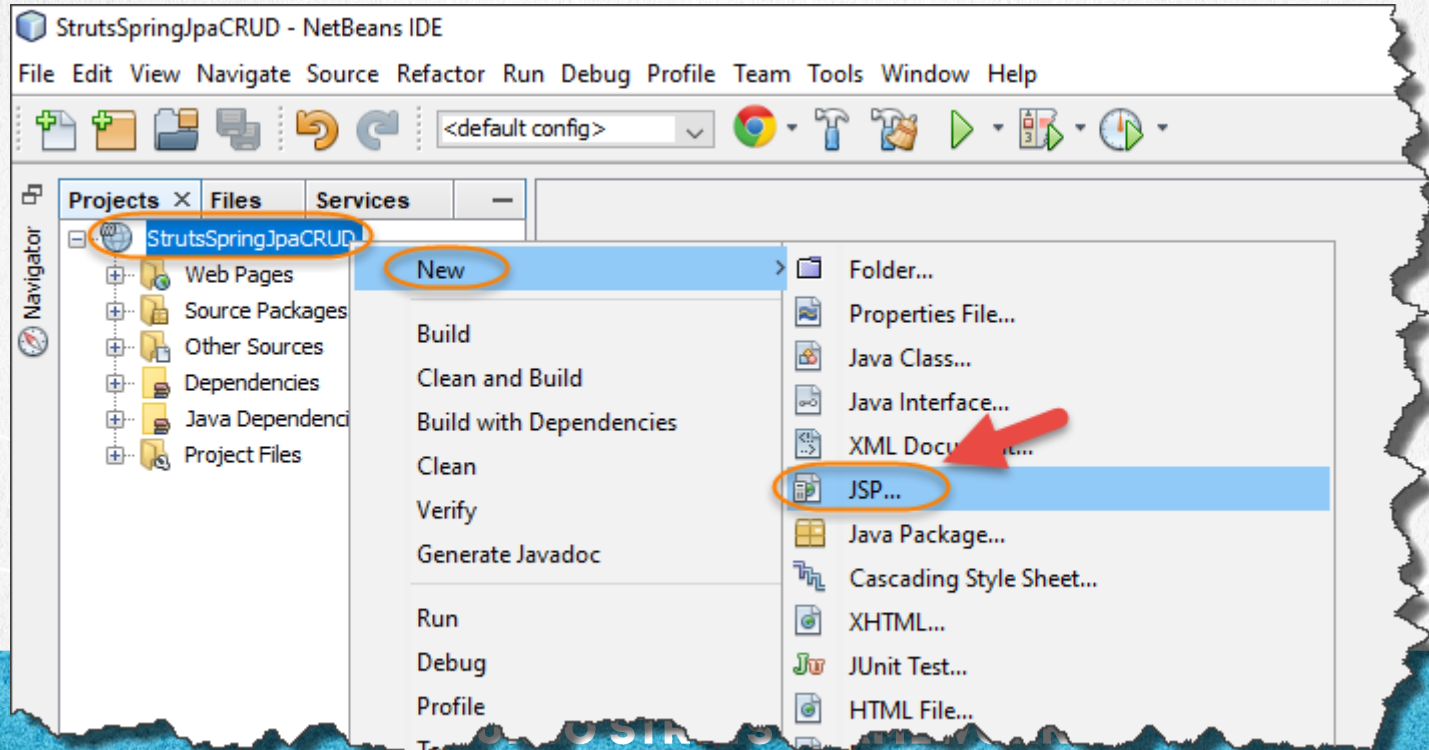 StrutsSpringJpaCRUD - NetBeans IDE
File Edit View Navigate Source Refactor Run Debug Profile Team Tools Window Help
<default config>
Projects Files Services
Navigator
StrutsSpringJpaCRUD
Web Pages
Source Packages
Other Sources
Dependencies
Java Dependenci
Project Files
New
Build
Clean and Build
Build with Dependencies
Clean
Verify
Generate Javadoc
Run
Debug
Profile
Folder...
Properties File...
Java Class...
Java Interface...
XML
JSP...
Java Package...
Cascading Style Sheet...
XHTML...
JUnit Test...
HTML File...